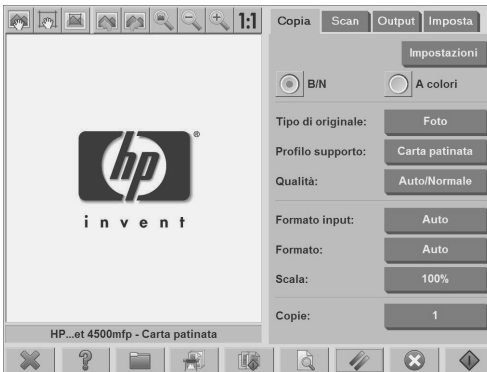 1:1
Copia Scan Output Imposta
Impostazioni
B/N A colori
Tipo di originale: Foto
Profilo supporto: Carta patinata
Qualità: Auto/Normale
Formato input: Auto
Formato: Auto
Scala: 100%
Copie: 1
hp ®
invent
HP...et 4500mfp - Carta patinata